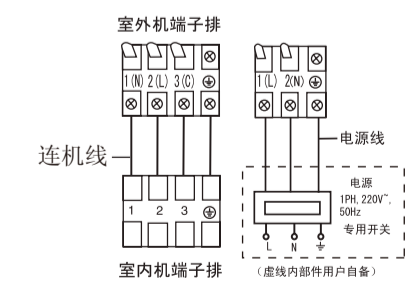 室外机端子排
1(N) 2(L) 3(C)
1(L) 2(N)
电源线
连机线
电源
1PH, 220V~,
50Hz
专用开关
1 2 3
L N
室内机端子排
(虚线内部件用户自备)